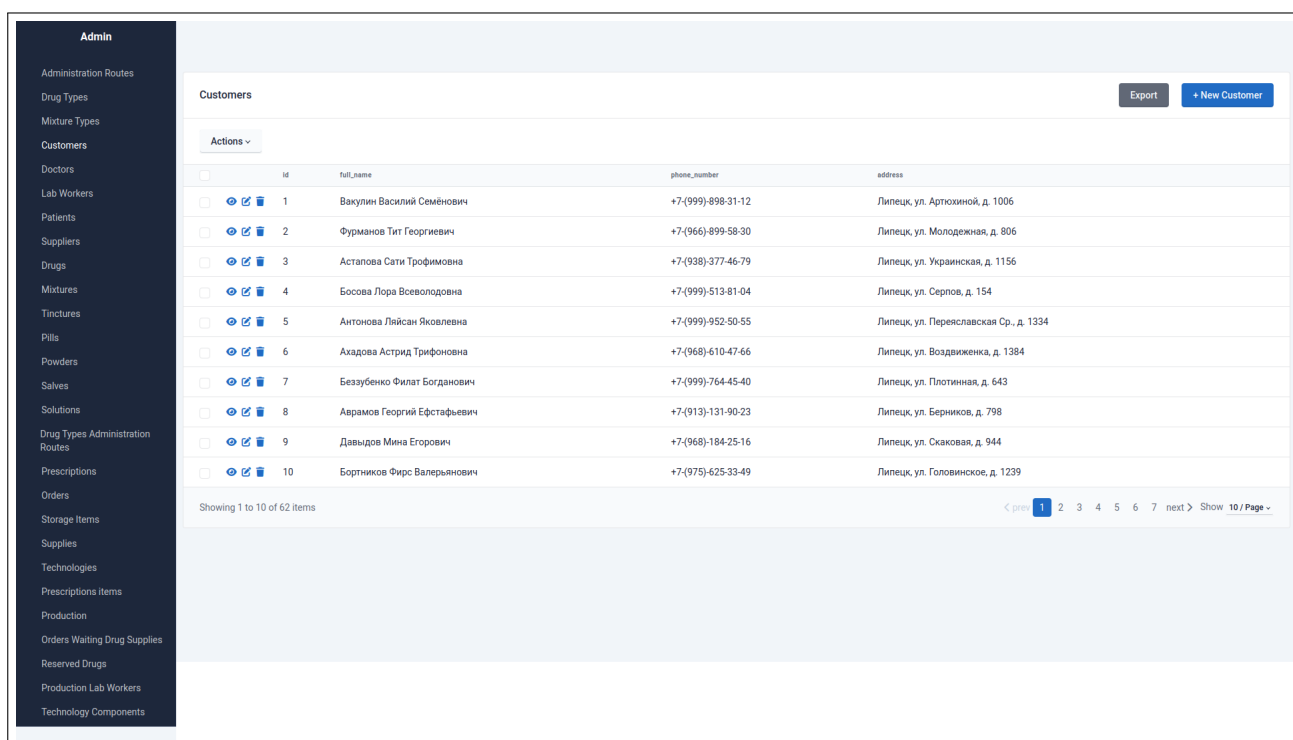 Admin
Administration Routes
Drug Types
Mixture Types
Customers
Doctors
Lab Workers
Patients
Suppliers
Drugs
Mixtures
Tinctures
Pills
Powders
Salves
Solutions
Drug Types Administration
Routes
Prescriptions
Orders
Storage Items
Supplies
Technologies
Prescriptions items
Production
Orders Waiting Drug Supplies
Reserved Drugs
Production Lab Workers
Technology Components
Customers Export + New Customer
Actions
id full_name phone_number address
1 Вакулин Василий Семёнович +7-(999)-898-31-12 Липецк, ул. Артюхиной, д. 1006
2 Фурманов Тит Георгиевич +7-(966)-899-58-30 Липецк, ул. Молодежная, д. 806
3 Астапова Сати Трофимовна +7-(938)-377-46-79 Липецк, ул. Украинская, д. 1156
4 Босова Лора Всеволодовна +7-(999)-513-81-04 Липецк, ул. Серпов, д. 154
5 Антонова Ляйсан Яковлевна +7-(999)-952-50-55 Липецк, ул. Переяславская Ср., д. 1334
6 Ахадова Астрид Трифоновна +7-(968)-610-47-66 Липецк, ул. Воздвиженка, д. 1384
7 Беззубенко Филат Богданович +7-(999)-764-45-40 Липецк, ул. Плотинная, д. 643
8 Аврамов Георгий Ефстафьевич +7-(913)-131-90-23 Липецк, ул. Берников, д. 798
9 Давыдов Мина Егорович +7-(968)-184-25-16 Липецк, ул. Скаковая, д. 944
10 Бортников Фирс Валерьянович +7-(975)-625-33-49 Липецк, ул. Головинское, д. 1239
Showing 1 to 10 of 62 items prev 1 2 3 4 5 6 7 next Show 10 / Page